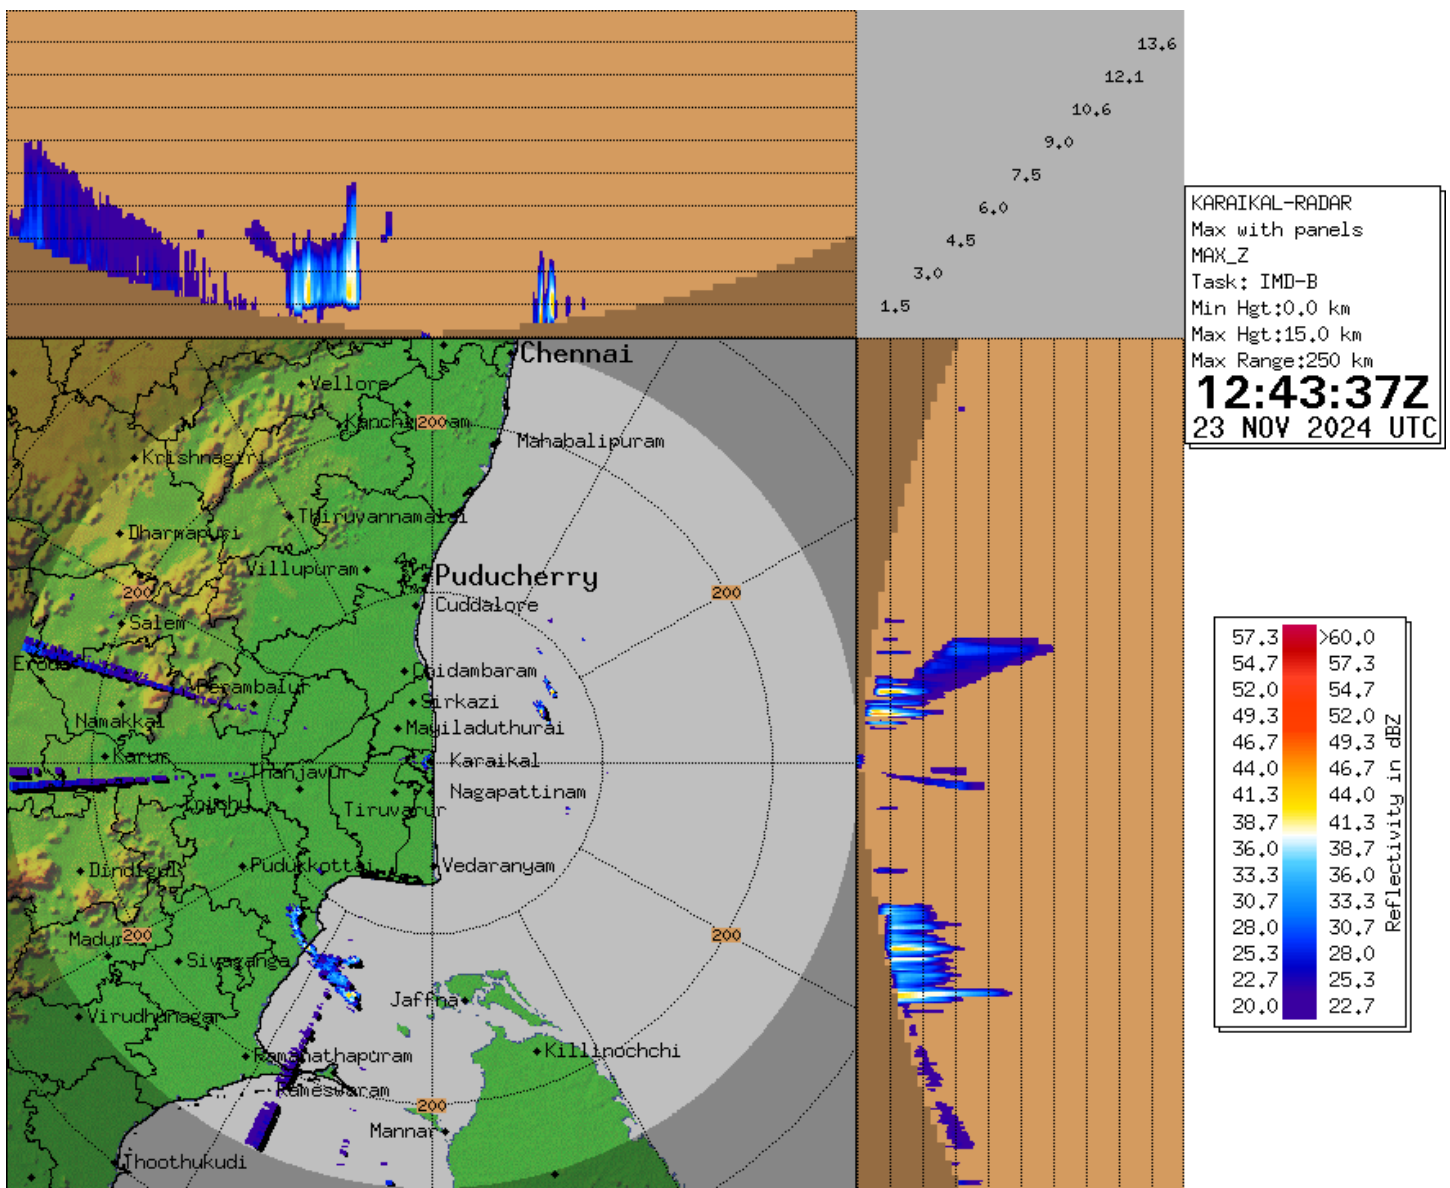 13.6
12.1
10.6
9.0
7.5
6.0
4.5
3.0
1.5
KARAIKAL-RADAR
Max with panels
MAX_Z
Task: IMD-B
Min Hgt:0.0 km
Max Hgt:15.0 km
Max Range:250 km
12:43:37Z
23 NOV 2024 UTC
Chennai
Vellore
200
Mahabalipuram
Krishnagiri
Thiruvannamalai
Dharmapuri
Villupuram
Puducherry
200
200
Cuddalore
Salem
Erode
Chidambaram
Perambalur
Sirkazi
Namakkal
Mayiladuthurai
Karur
Karaikal
Thanjavur
Nagapattinam
Tiruvarur
Dindigul
Pudukkottai
Vedaranyam
200
200
Sivaganga
Jaffna
Virudhunagar
Ramanathapuram
Killinochchi
Rameswaram
200
Mannar
Thoothukudi
57.3 >60.0
54.7 57.3
52.0 54.7
49.3 52.0
46.7 49.3
44.0 46.7
41.3 44.0
38.7 41.3
36.0 38.7
33.3 36.0
30.7 33.3
28.0 30.7
25.3 28.0
22.7 25.3
20.0 22.7
Reflectivity in dBZ